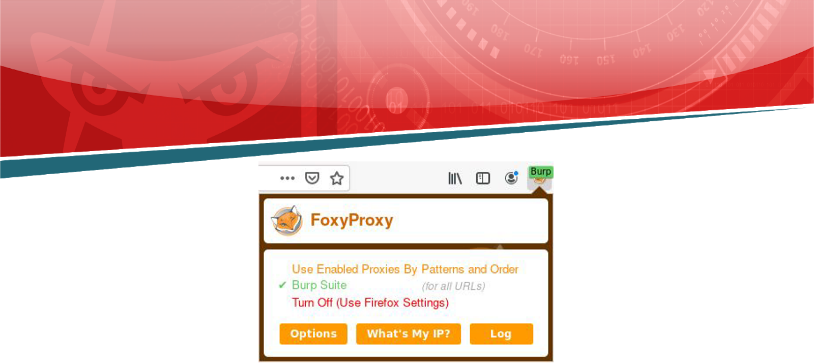 Burp
FoxyProxy
Use Enabled Proxies By Patterns and Order
✔ Burp Suite (for all URLs)
Turn Off (Use Firefox Settings)
Options What's My IP? Log